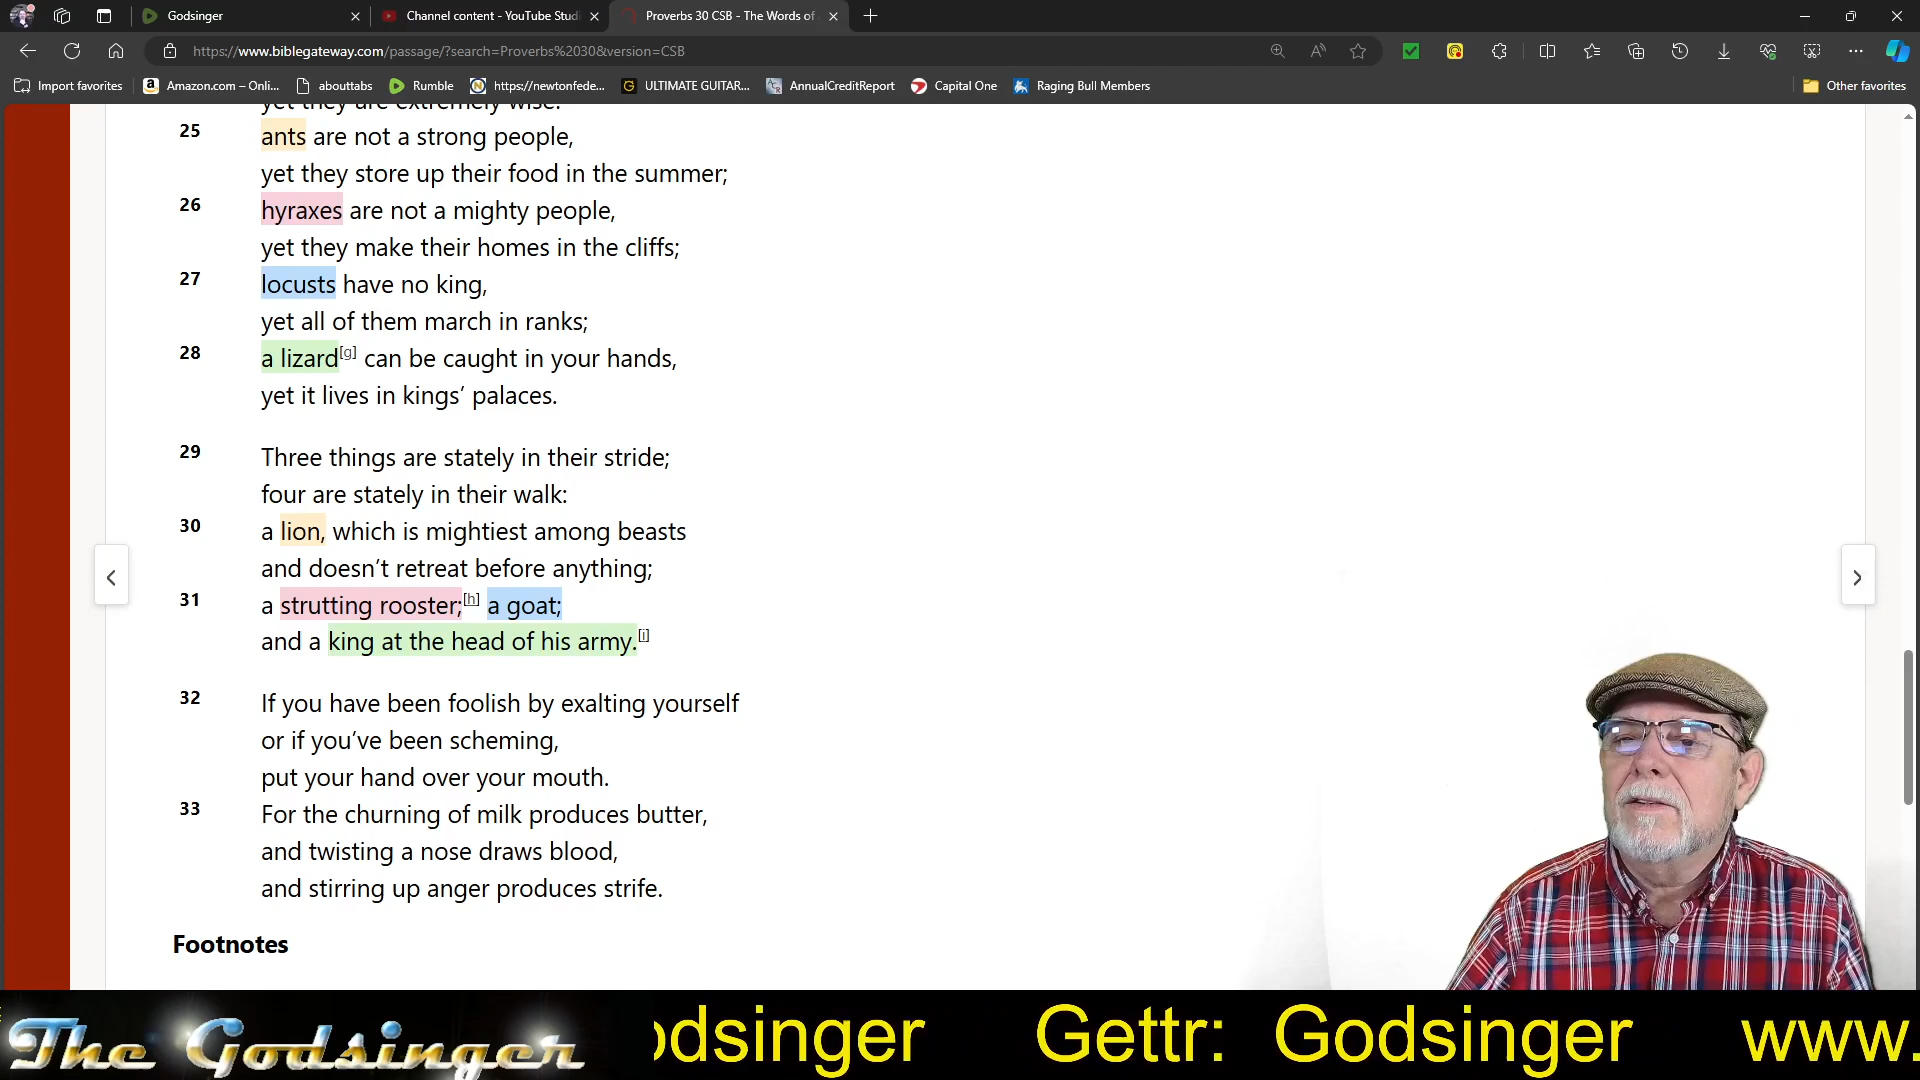 Godsinger
Channel content - YouTube Studi
Proverbs 30 CSB - The Words of
https://www.biblegateway.com/passage/?search=Proverbs%2030&version=CSB
Import favorites
Amazon.com – Onli...
abouttabs
Rumble
https://newtonfede...
ULTIMATE GUITAR...
AnnualCreditReport
Capital One
Raging Bull Members
Other favorites
yet they are extremely wise:
25 ants are not a strong people,
yet they store up their food in the summer;
26 hyraxes are not a mighty people,
yet they make their homes in the cliffs;
27 locusts have no king,
yet all of them march in ranks;
28 a lizard[g] can be caught in your hands,
yet it lives in kings’ palaces.
29 Three things are stately in their stride;
four are stately in their walk:
30 a lion, which is mightiest among beasts
and doesn’t retreat before anything;
31 a strutting rooster;[h] a goat;
and a king at the head of his army.[i]
32 If you have been foolish by exalting yourself
or if you’ve been scheming,
put your hand over your mouth.
33 For the churning of milk produces butter,
and twisting a nose draws blood,
and stirring up anger produces strife.
Footnotes
The Godsinger
odsinger Gettr: Godsinger www.